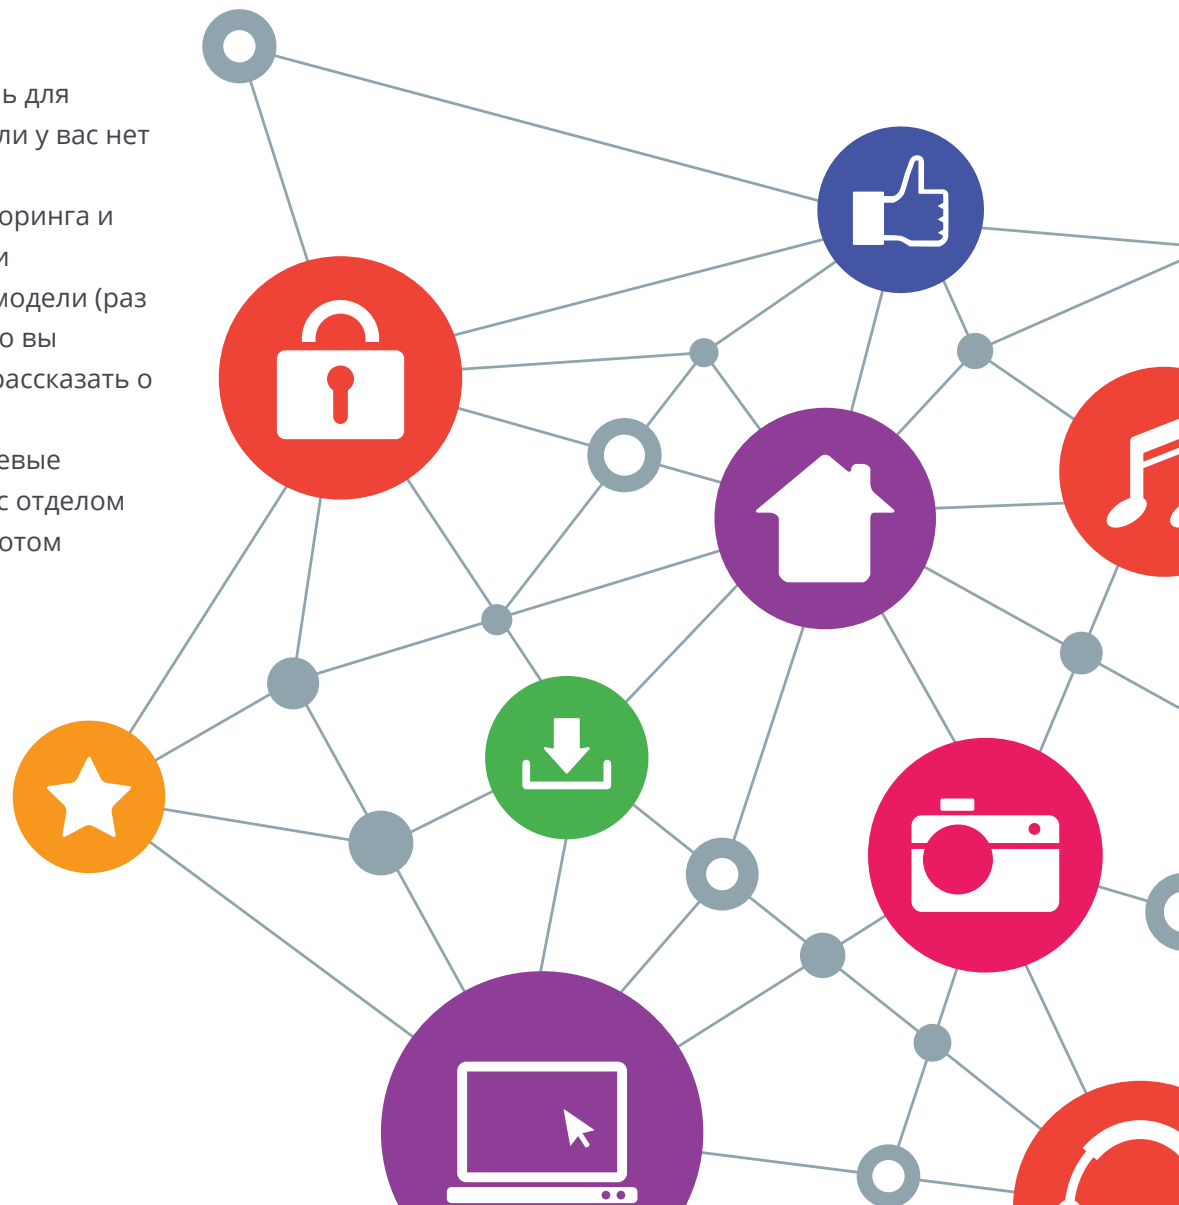 ь для
ли у вас нет
оринга и
и
модели (раз
о вы
рассказать о
евые
с отделом
отом